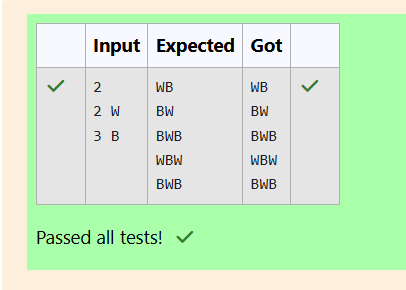 Input Expected Got
2 WB WB
2 W BW BW
3 B BWB BWB
WBW WBW
BWB BWB
Passed all tests!